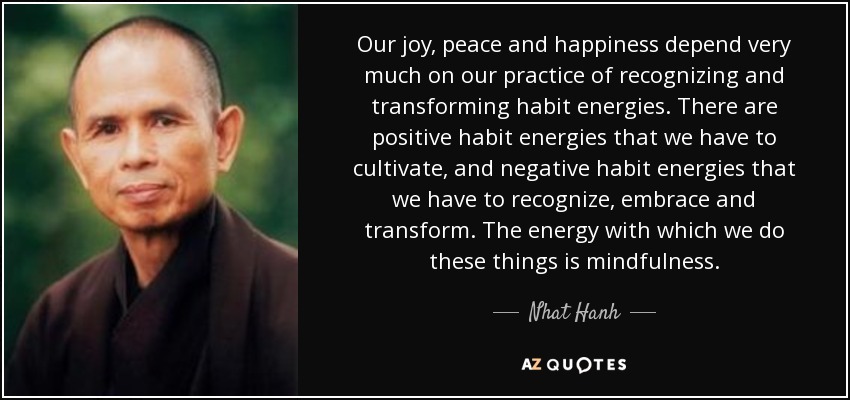 Our joy, peace and happiness depend very
much on our practice of recognizing and
transforming habit energies. There are
positive habit energies that we have to
cultivate, and negative habit energies that
we have to recognize, embrace and
transform. The energy with which we do
these things is mindfulness.
Nhat Hanh
AZ QUOTES